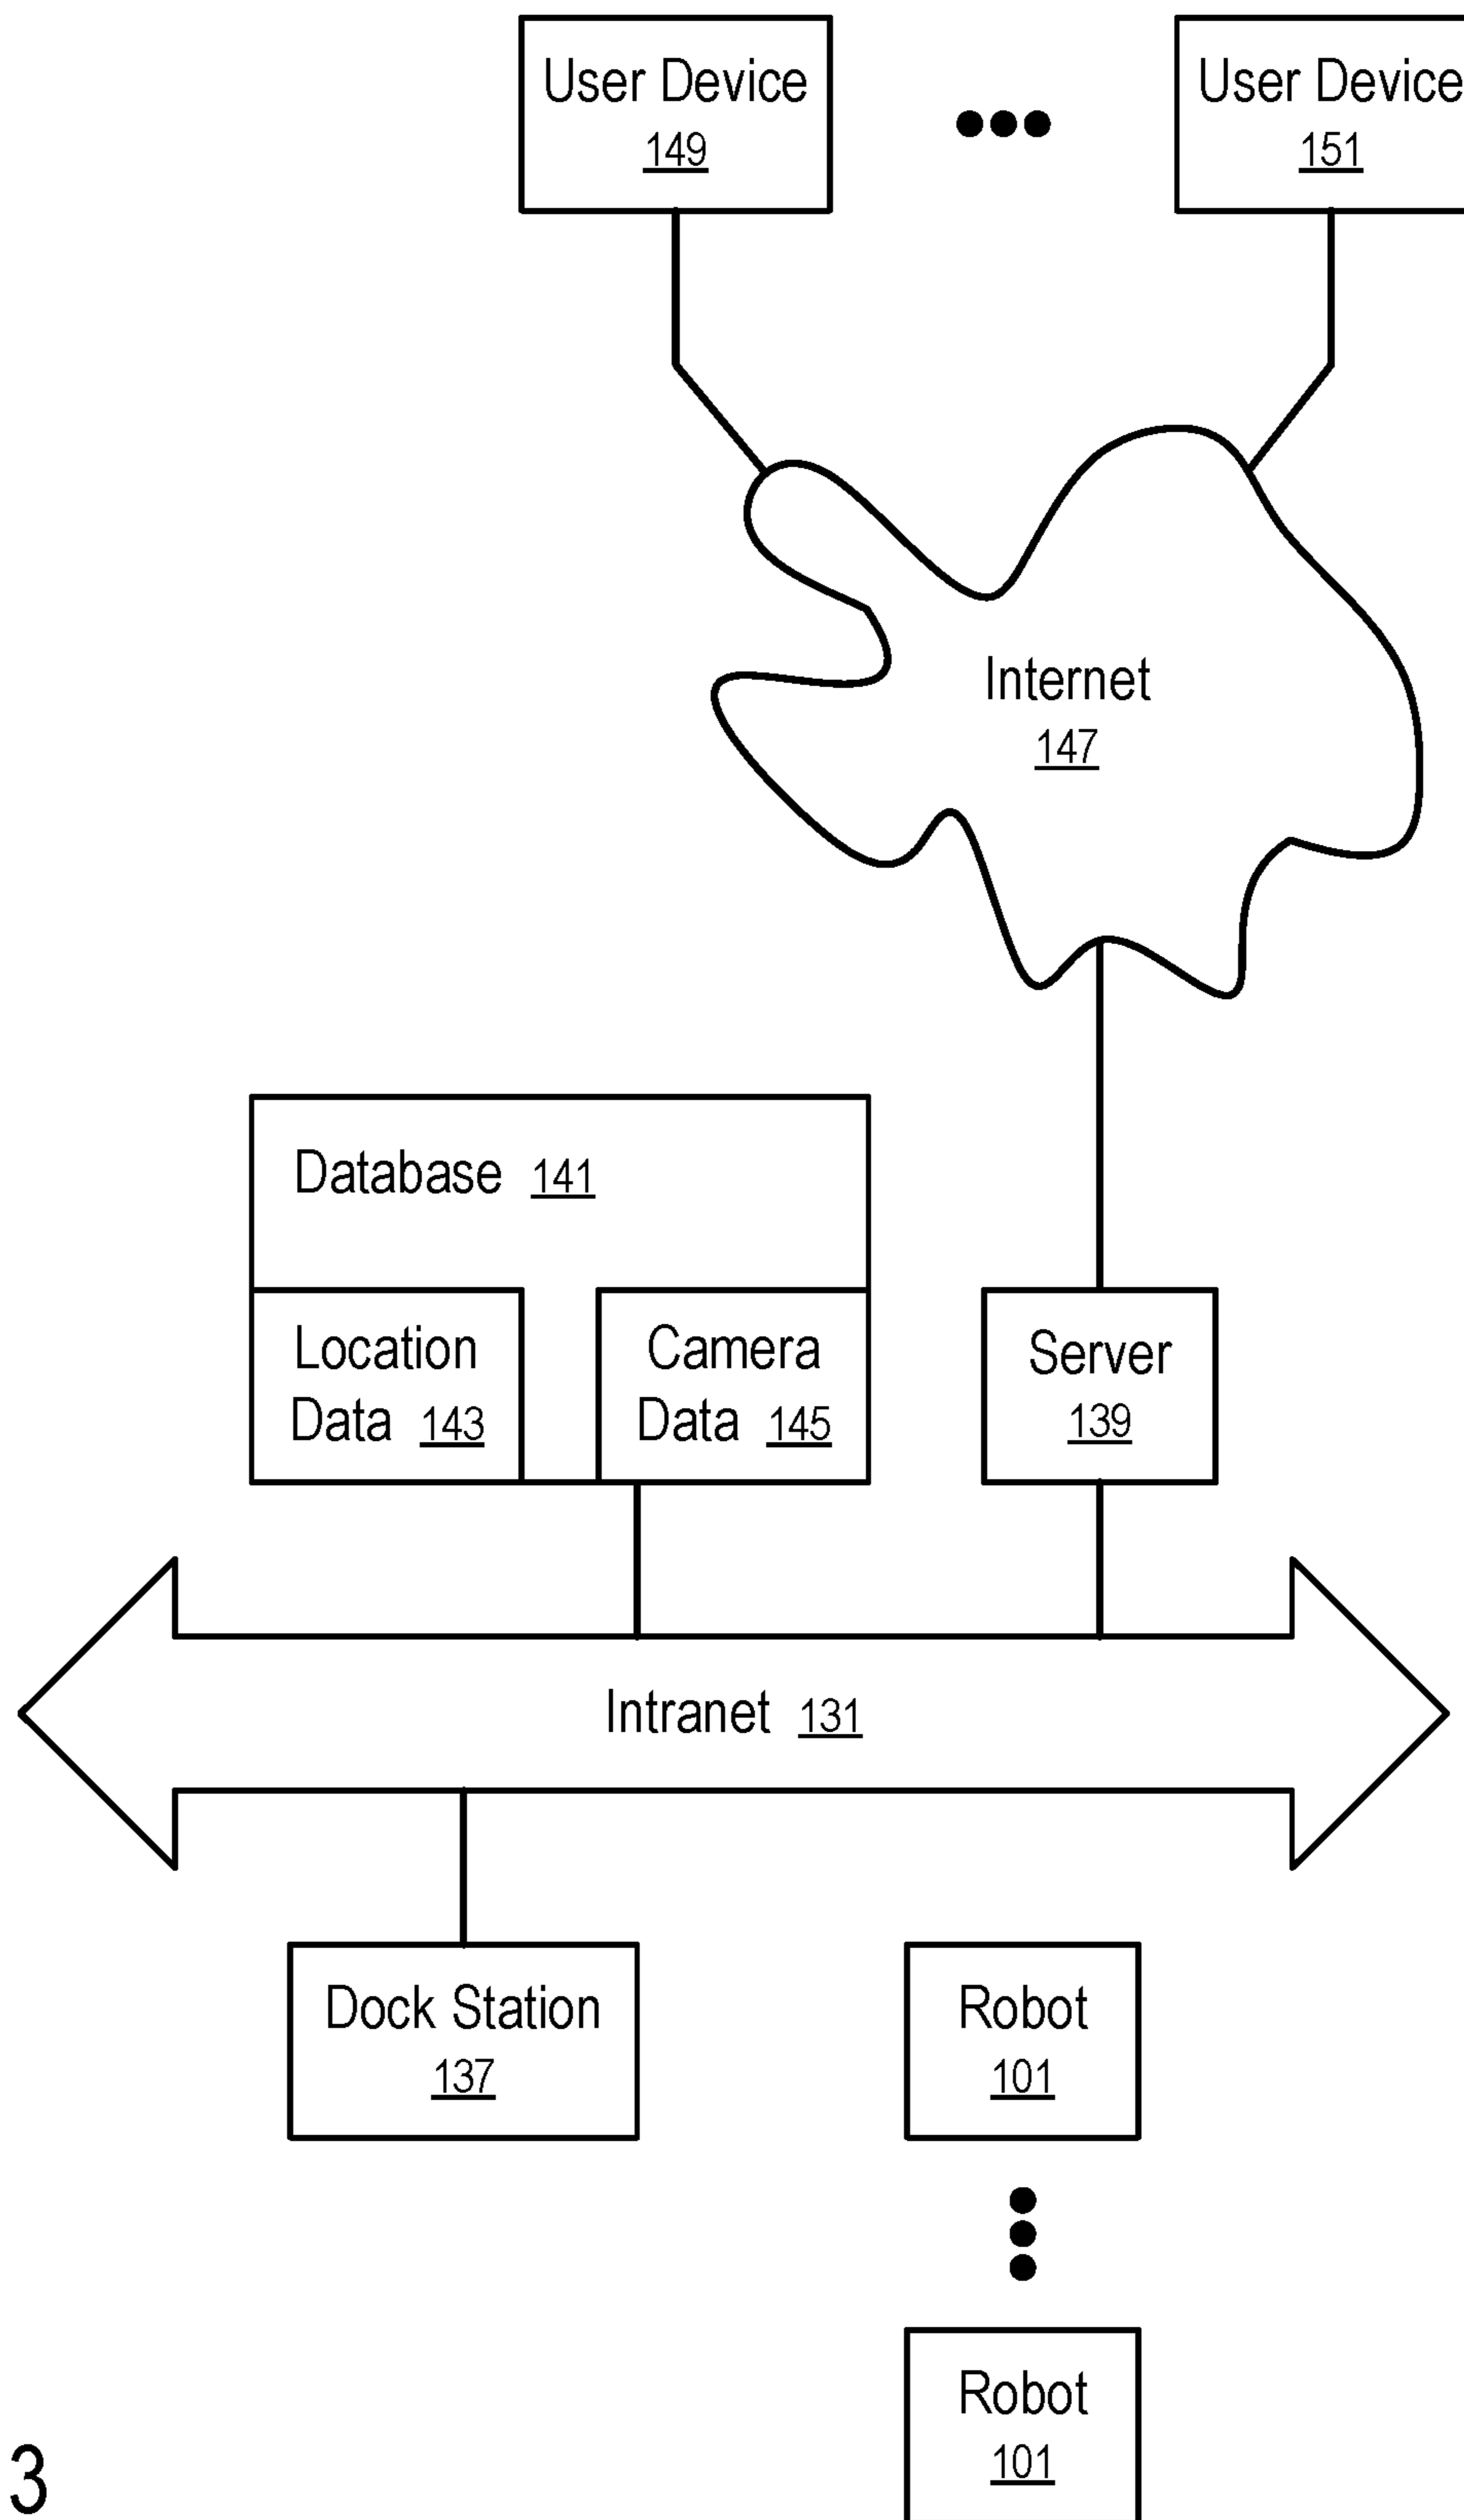 User Device
149
User Device
151
Internet
147
Database 141
Location
Data 143
Camera
Data 145
Server
139
Intranet 131
Dock Station
137
Robot
101
Robot
101
3